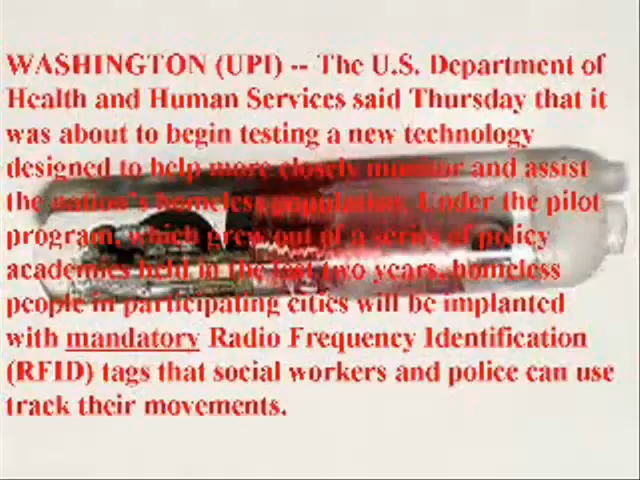 WASHINGTON (UPI) -- The U.S. Department of
Health and Human Services said Thursday that it
was about to begin testing a new technology
designed to help more closely monitor and assist
the nation's homeless population. Under the pilot
program, which grew out of a series of policy
academies held in the last two years, homeless
people in participating cities will be implanted
with mandatory Radio Frequency Identification
(RFID) tags that social workers and police can use
track their movements.